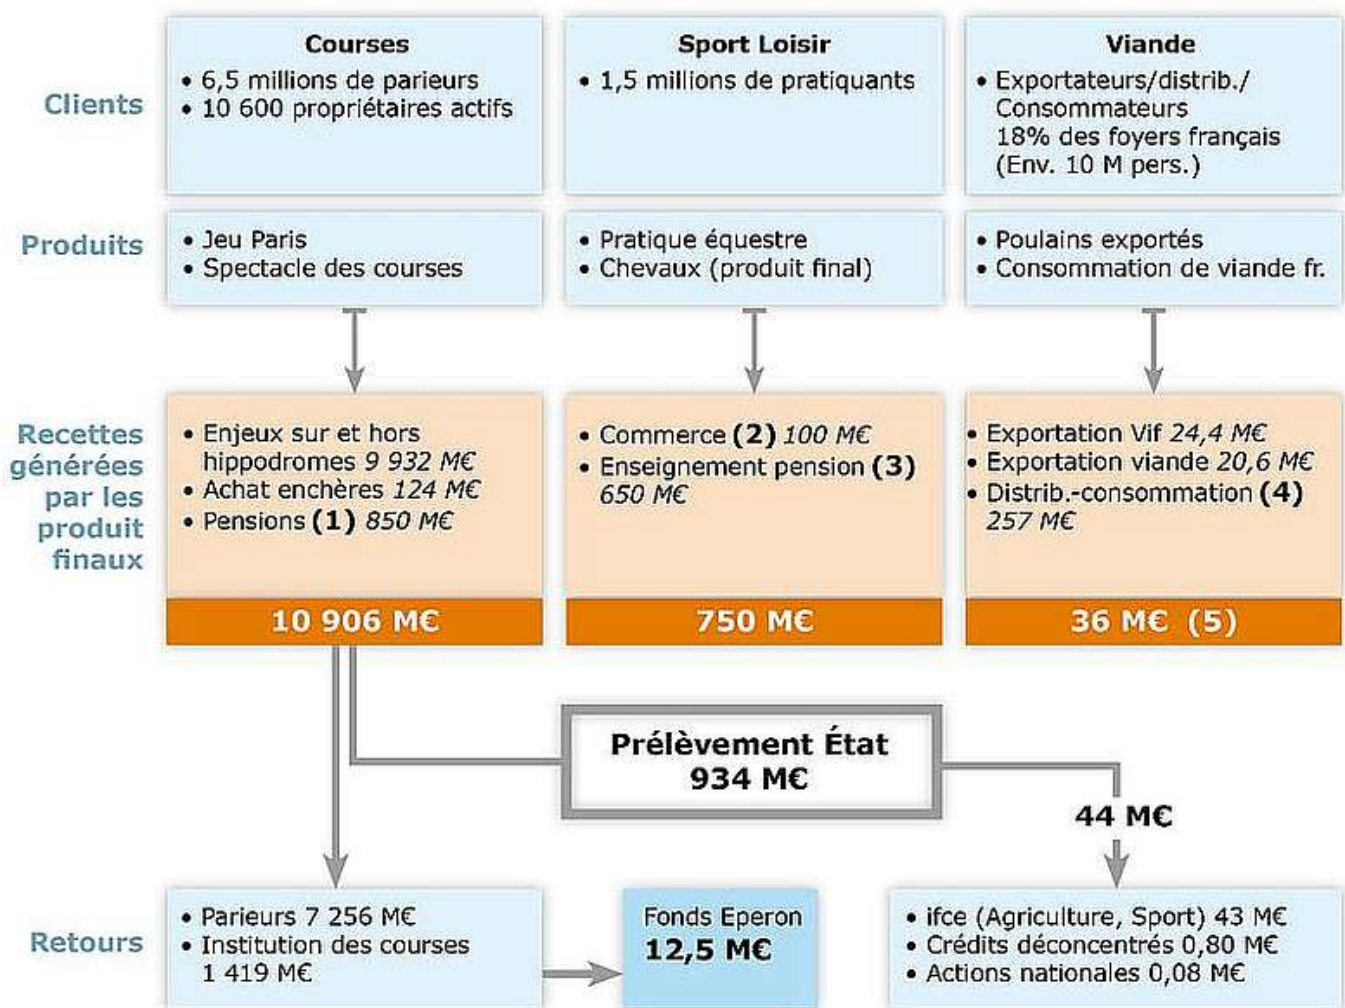 Clients
Courses
• 6,5 millions de parieurs
• 10 600 propriétaires actifs
Sport Loisir
• 1,5 millions de pratiquants
Viande
• Exportateurs/distrib./
Consommateurs
18% des foyers français
(Env. 10 M pers.)
Produits
• Jeu Paris
• Spectacle des courses
• Pratique équestre
• Chevaux (produit final)
• Poulains exportés
• Consommation de viande fr.
Recettes
générées
par les
produit
finaux
• Enjeux sur et hors
hippodromes 9 932 M€
• Achat enchères 124 M€
• Pensions (1) 850 M€
10 906 M€
• Commerce (2) 100 M€
• Enseignement pension (3)
650 M€
750 M€
• Exportation Vif 24,4 M€
• Exportation viande 20,6 M€
• Distrib.-consommation (4)
257 M€
36 M€ (5)
Prélèvement État
934 M€
44 M€
Retours
• Parieurs 7 256 M€
• Institution des courses
1 419 M€
Fonds Eperon
12,5 M€
• ifce (Agriculture, Sport) 43 M€
• Crédits déconcentrés 0,80 M€
• Actions nationales 0,08 M€